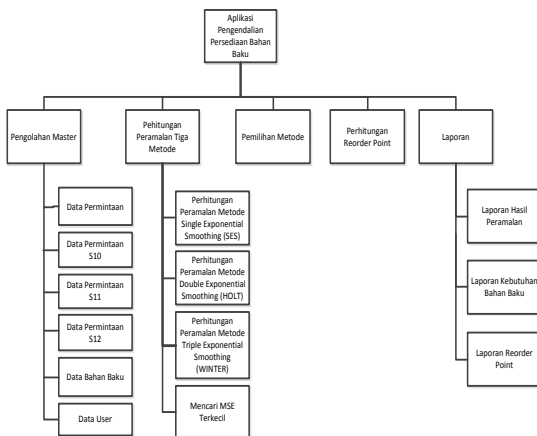 Aplikasi
Pengendalian
Persediaan Bahan
Baku
Pengolahan Master
Pehitungan
Peramalan Tiga
Metode
Pemilihan Metode
Perhitungan
Reorder Point
Laporan
Data Permintaan
Data Permintaan
S10
Data Permintaan
S11
Data Permintaan
S12
Data Bahan Baku
Data User
Perhitungan
Peramalan Metode
Single Exponential
Smoothing (SES)
Perhitungan
Peramalan Metode
Double Exponential
Smoothing (HOLT)
Perhitungan
Peramalan Metode
Triple Exponential
Smoothing
(WINTER)
Mencari MSE
Terkecil
Laporan Hasil
Peramalan
Laporan Kebutuhan
Bahan Baku
Laporan Reorder
Point